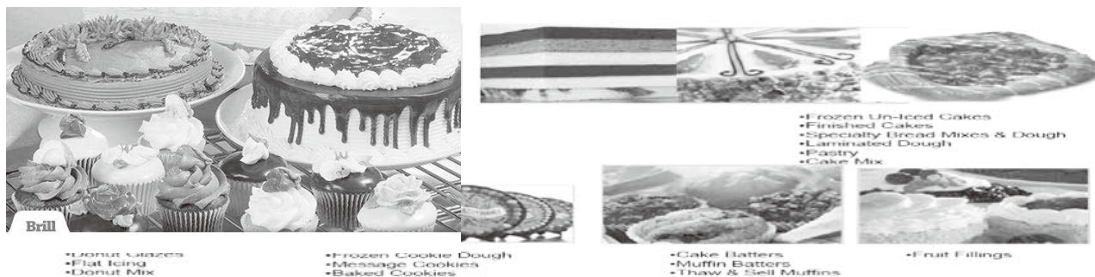 •Frozen Un-Iced Cakes
•Finished Cakes
•Specialty Bread Mixes & Dough
•Laminated Dough
•Pastry
•Cake Mix
Brill
•Donut Glazes
•Flat Icing
•Donut Mix
•Frozen Cookie Dough
•Message Cookies
•Baked Cookies
•Cake Batters
•Muffin Batters
•Thaw & Sell Muffins
•Fruit Fillings